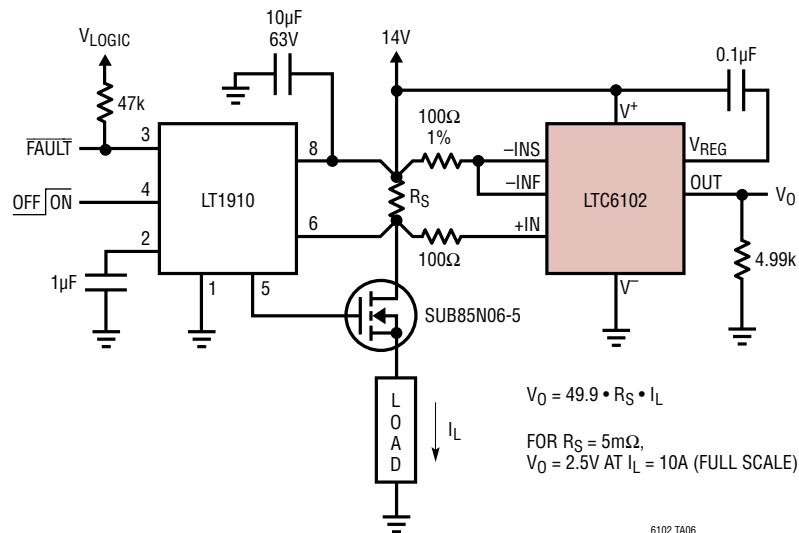 10µF
63V
14V
VLOGIC
0.1µF
47k
100Ω
1%
V+
FAULT
3
8
–INS
VREG
–INF
OFF ON
4
LT1910
RS
LTC6102
OUT
VO
2
6
+IN
1µF
100Ω
4.99k
1
5
V–
SUB85N06-5
LOAD
IL
VO = 49.9 • RS • IL
FOR RS = 5mΩ,
VO = 2.5V AT IL = 10A (FULL SCALE)
6102 TA06